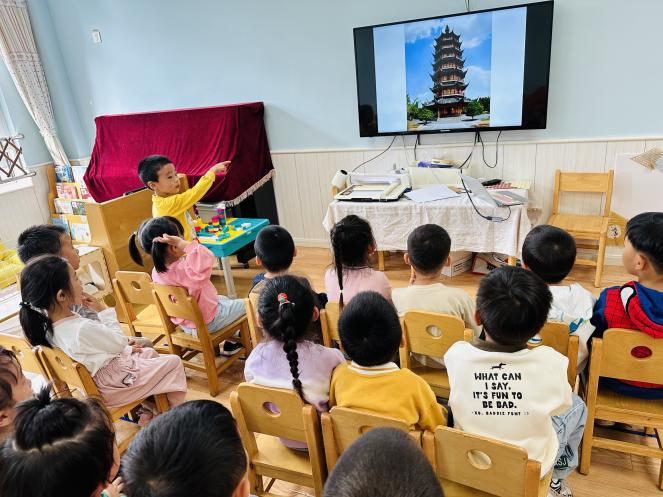 WHAT CAN
I SAY.
IT'S FUN
TO BE BAD.